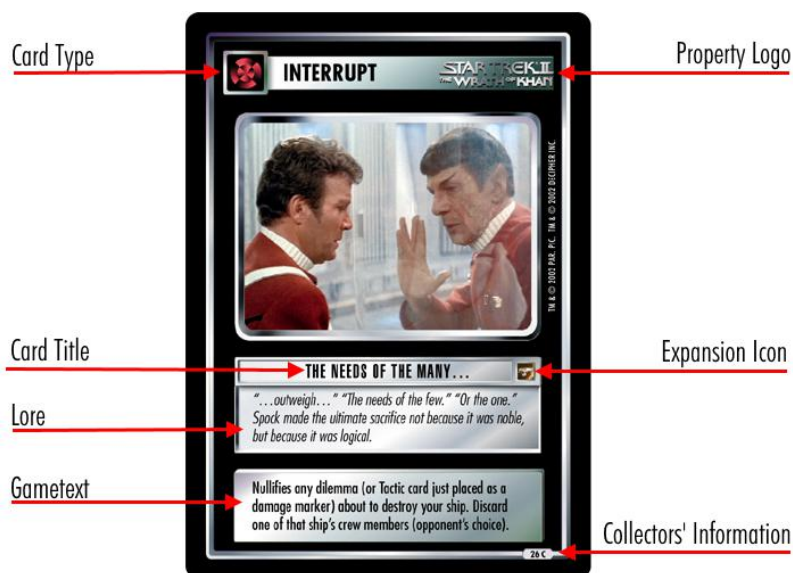 Card Type
Property Logo
INTERRUPT
STAR TREK II
THE WRATH OF KHAN
TM & © 2002 PAR. PIC. TM & © 2002 DECIPHER INC.
Card Title
Expansion Icon
THE NEEDS OF THE MANY...
Lore
"...outweigh..." "The needs of the few." "Or the one."
Spock made the ultimate sacrifice not because it was noble,
but because it was logical.
Gametext
Nullifies any dilemma (or Tactic card just placed as a
damage marker) about to destroy your ship. Discard
one of that ship's crew members (opponent's choice).
Collectors' Information
26 C